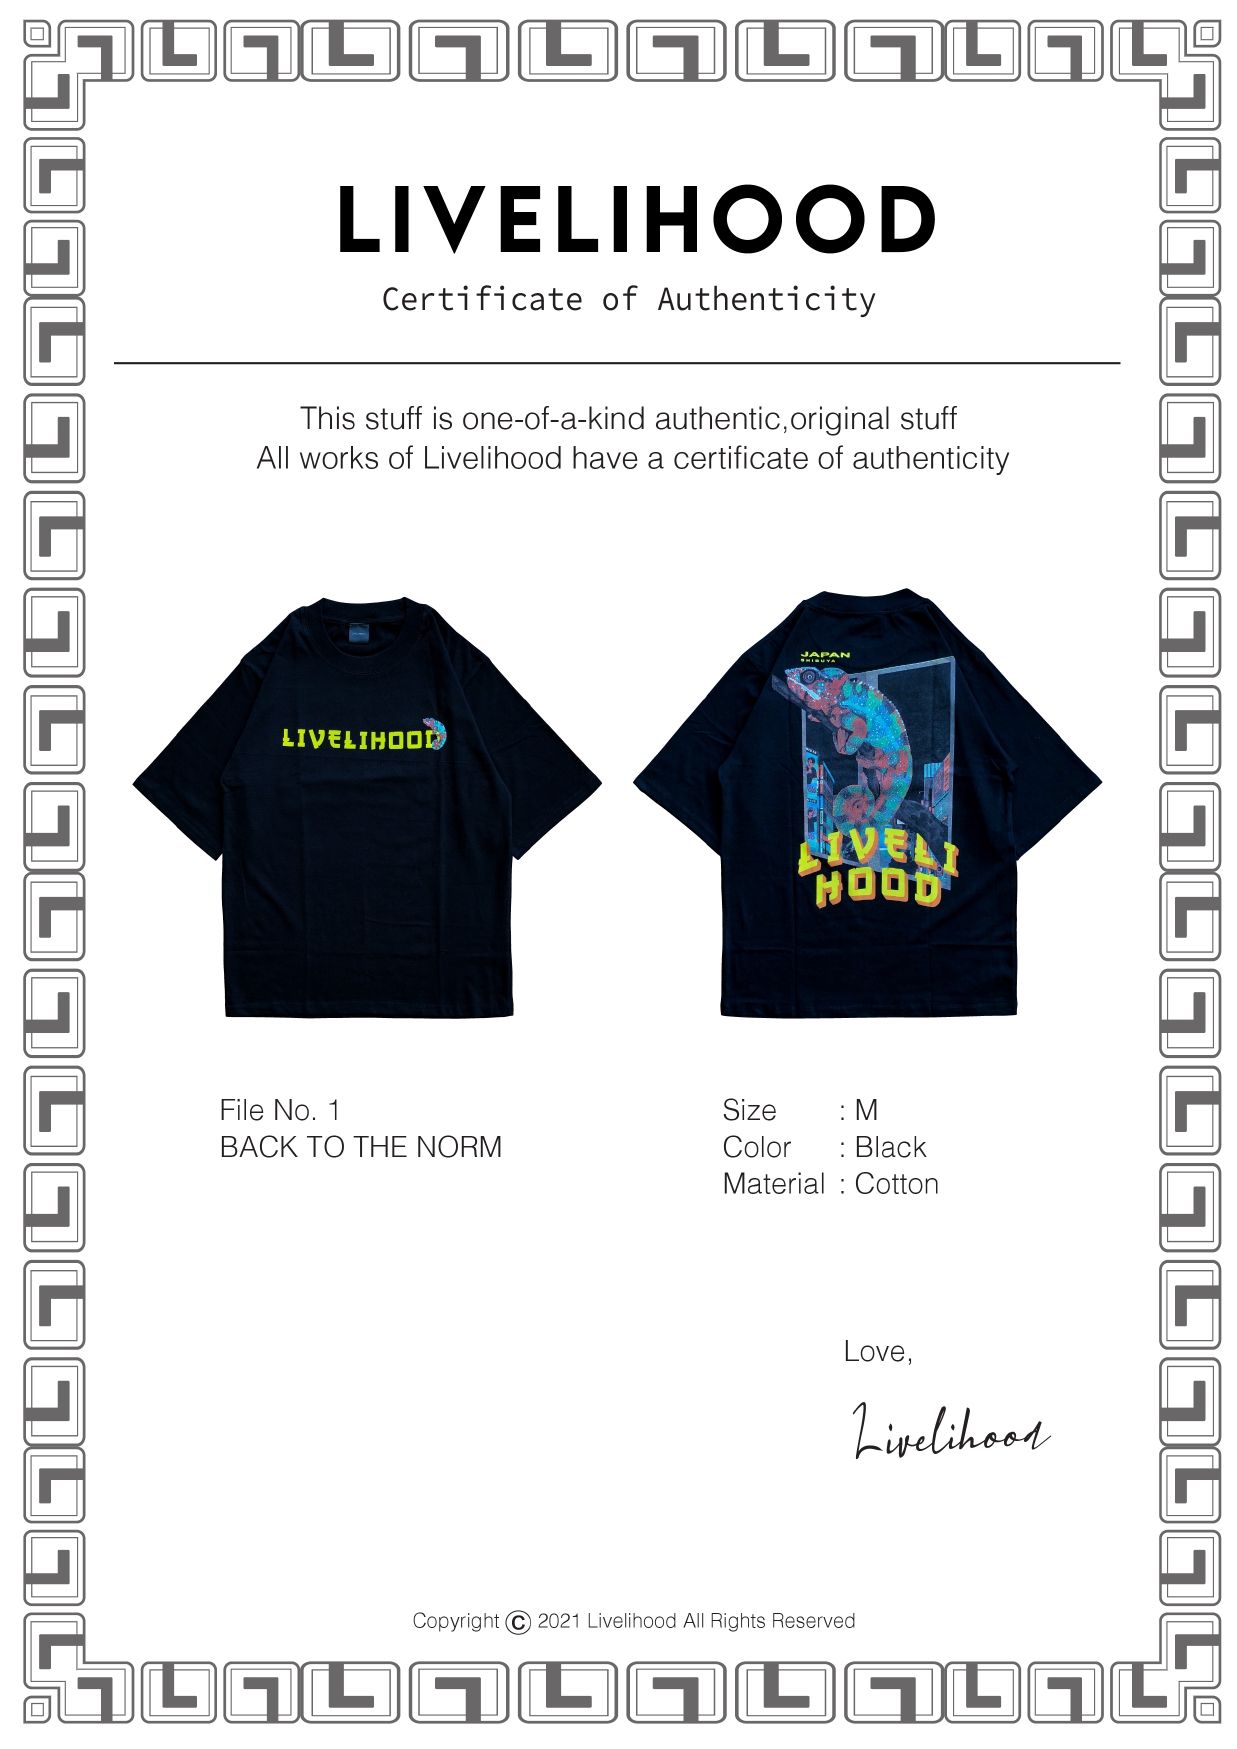 LIVELIHOOD
Certificate of Authenticity
This stuff is one-of-a-kind authentic,original stuff
All works of Livelihood have a certificate of authenticity
LIVELIHOOD
JAPAN
SHIBUYA
LIVELI
HOOD
File No. 1
BACK TO THE NORM
Size : M
Color : Black
Material : Cotton
Love,
Livelihood
Copyright © 2021 Livelihood All Rights Reserved